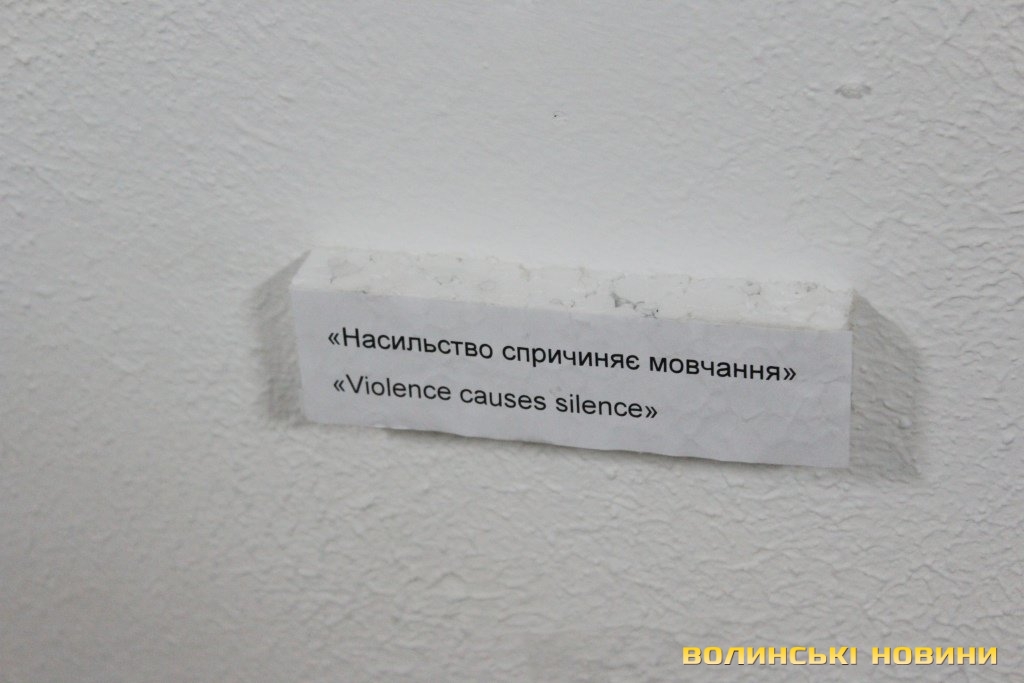 «Насильство спричиняє мовчання»
«Violence causes silence»
ВОЛИНСЬКІ НОВИНИ